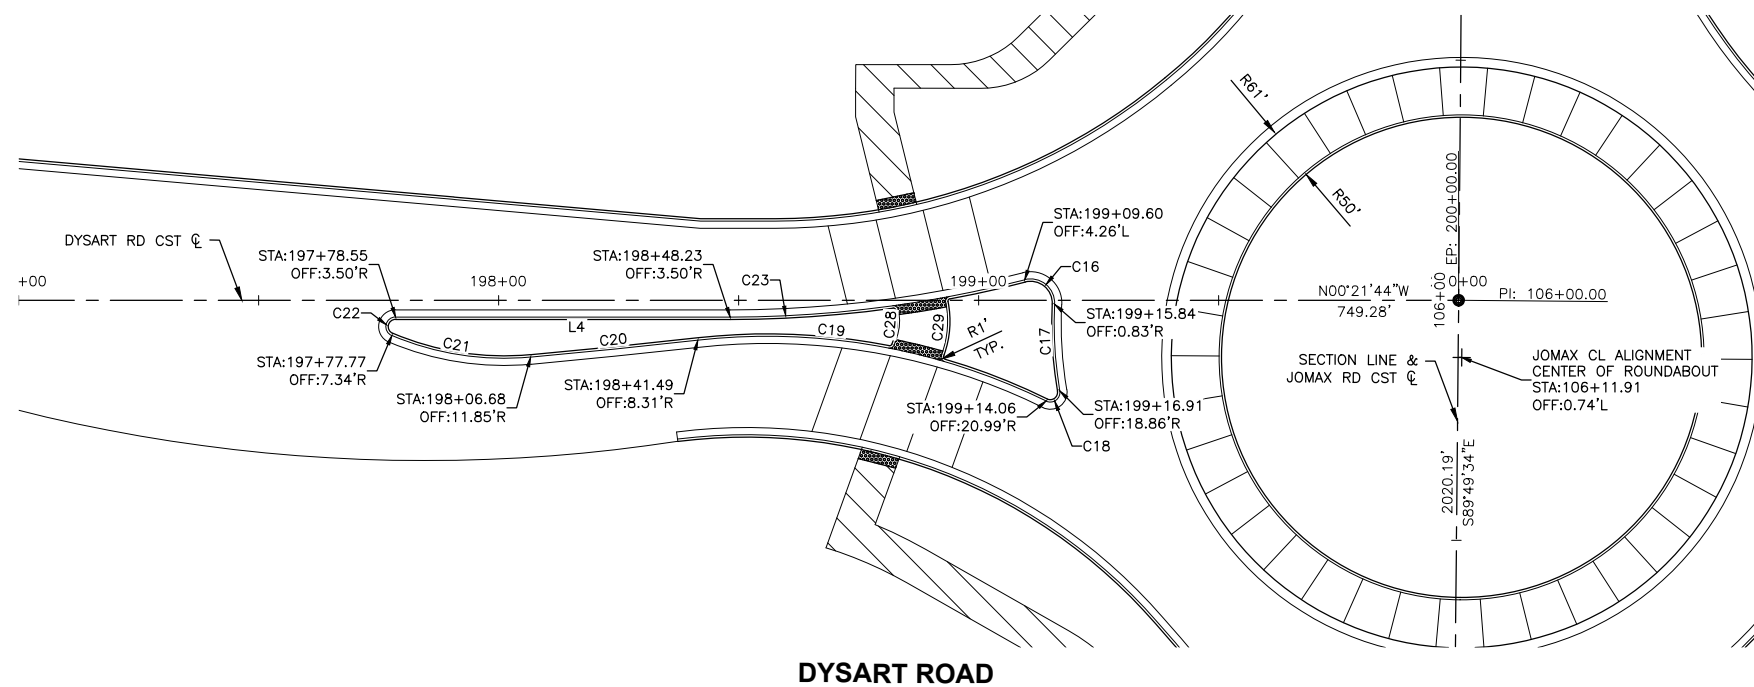 R61'
R50'
STA:199+09.60
OFF:4.26'L
C16
DYSART RD CST ℄
STA:197+78.55
OFF:3.50'R
STA:198+48.23
OFF:3.50'R
C23
+00
198+00
199+00
EP: 200+00.00
0+00
106+00
N00°21'44"W
749.28'
PI: 106+00.00
C22
L4
C28
C29
R1'
TYP.
C17
STA:199+15.84
OFF:0.83'R
C21
C20
C19
STA:197+77.77
OFF:7.34'R
STA:198+06.68
OFF:11.85'R
STA:198+41.49
OFF:8.31'R
STA:199+14.06
OFF:20.99'R
STA:199+16.91
OFF:18.86'R
C18
SECTION LINE &
JOMAX RD CST ℄
JOMAX CL ALIGNMENT
CENTER OF ROUNDABOUT
STA:106+11.91
OFF:0.74'L
2020.19'
S89°49'34"E
DYSART ROAD